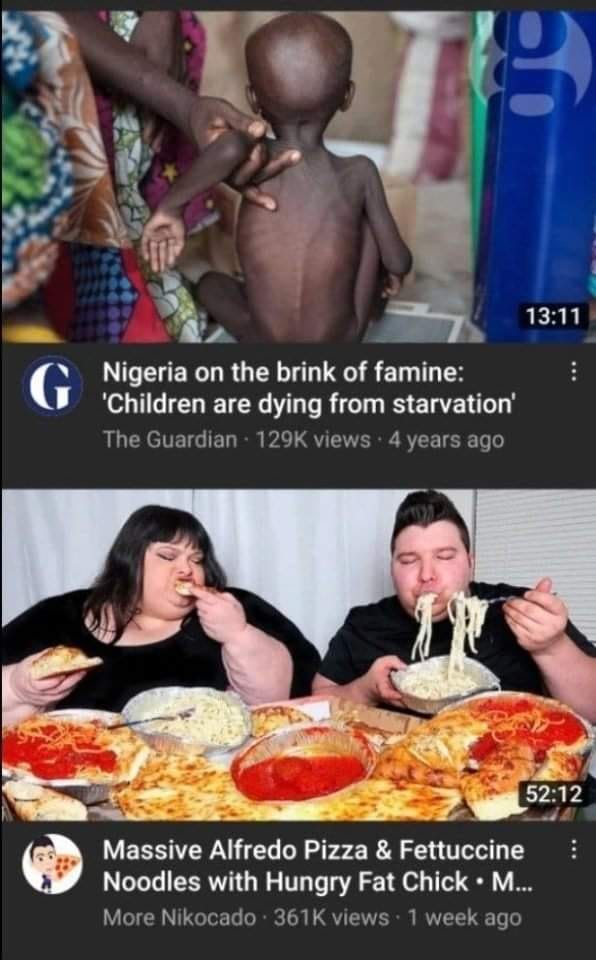 g
13:11
G
Nigeria on the brink of famine:
'Children are dying from starvation'
The Guardian · 129K views · 4 years ago
52:12
Massive Alfredo Pizza & Fettuccine
Noodles with Hungry Fat Chick • M...
More Nikocado · 361K views · 1 week ago